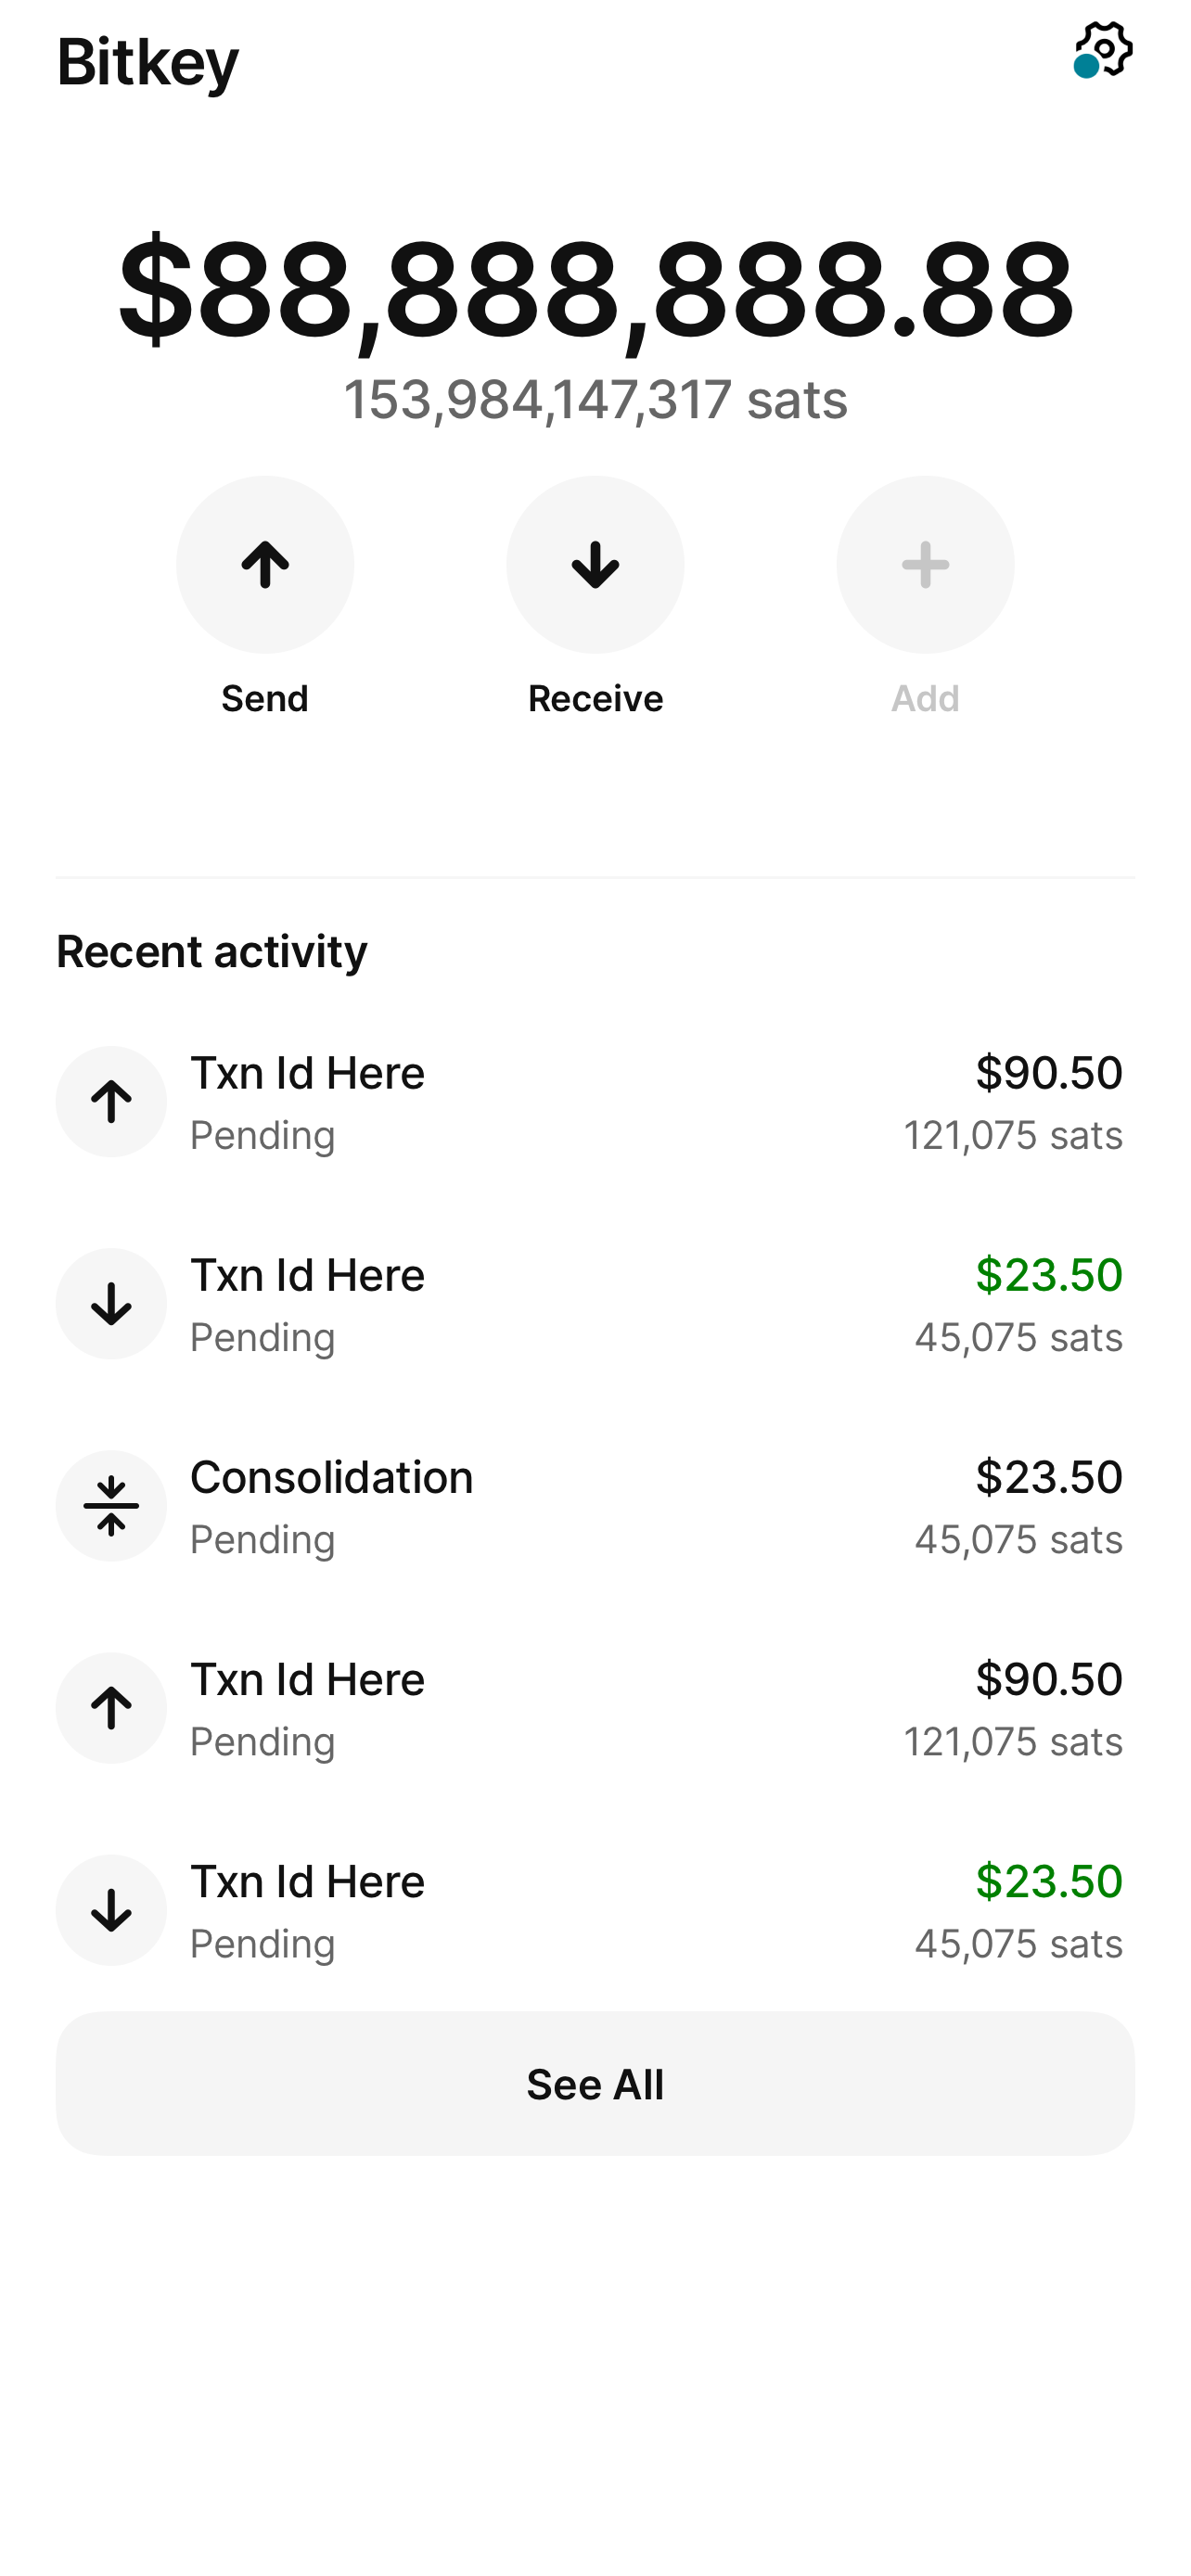 Bitkey
$88,888,888.88
153,984,147,317 sats
Send
Receive
Add
Recent activity
Txn Id Here
$90.50
Pending
121,075 sats
Txn Id Here
$23.50
Pending
45,075 sats
Consolidation
$23.50
Pending
45,075 sats
Txn Id Here
$90.50
Pending
121,075 sats
Txn Id Here
$23.50
Pending
45,075 sats
See All